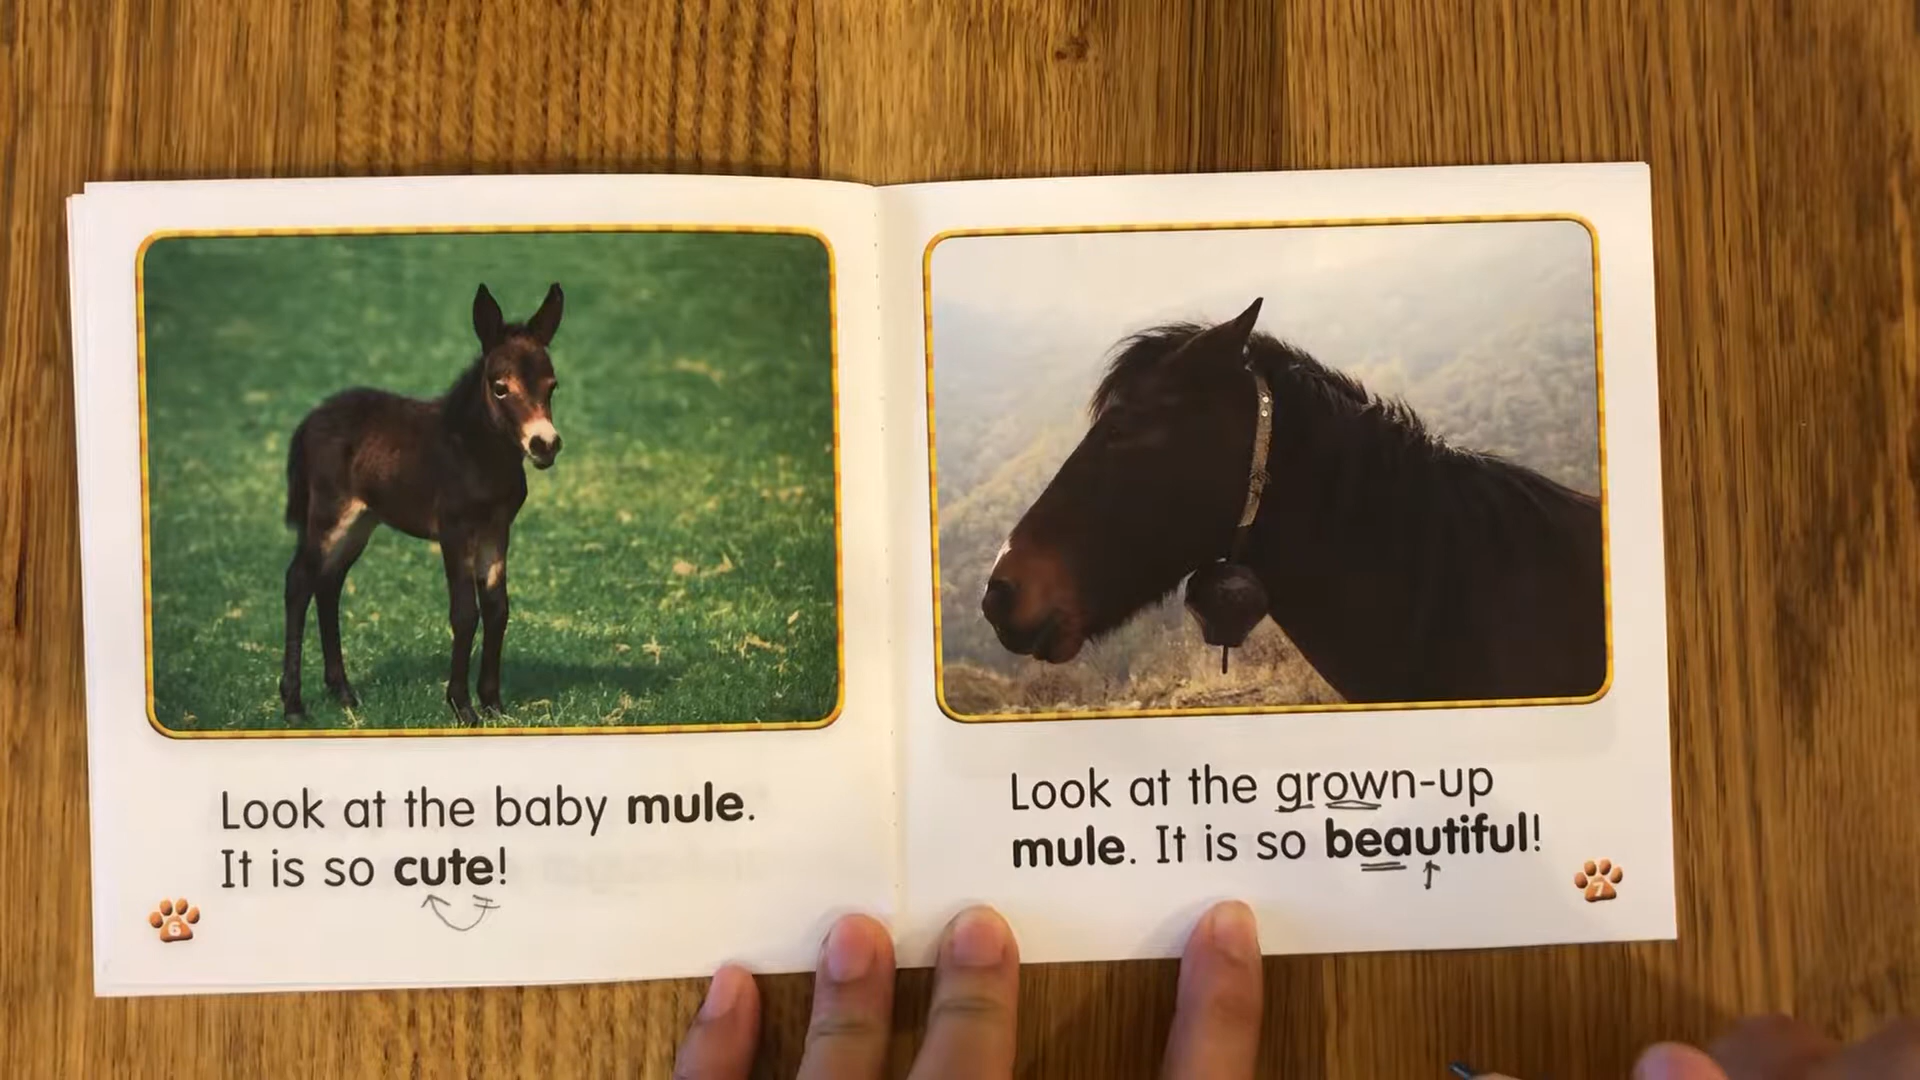 Look at the baby mule.
It is so cute!
6
Look at the grown-up
mule. It is so beautiful!
7